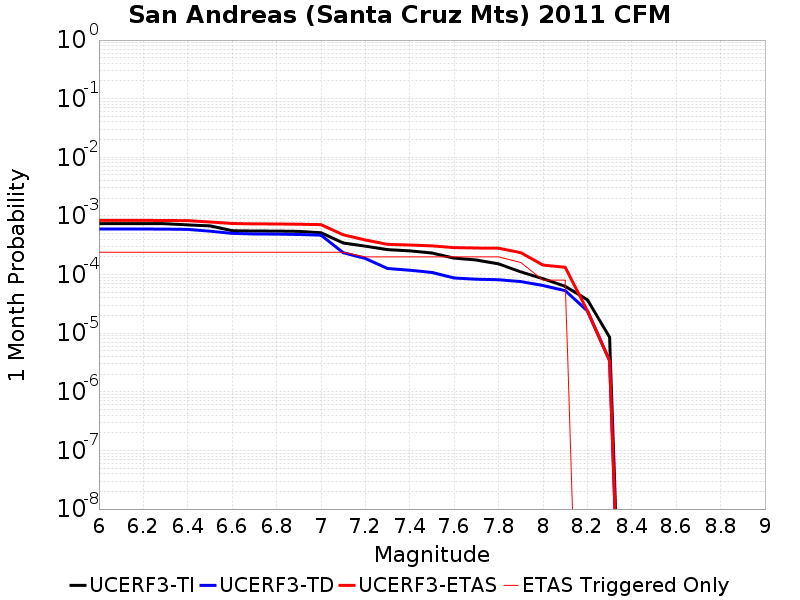 San Andreas (Santa Cruz Mts) 2011 CFM
1 Month Probability
10^0
10^-1
10^-2
10^-3
10^-4
10^-5
10^-6
10^-7
10^-8
6 6.2 6.4 6.6 6.8 7 7.2 7.4 7.6 7.8 8 8.2 8.4 8.6 8.8 9
Magnitude
UCERF3-TI UCERF3-TD UCERF3-ETAS ETAS Triggered Only